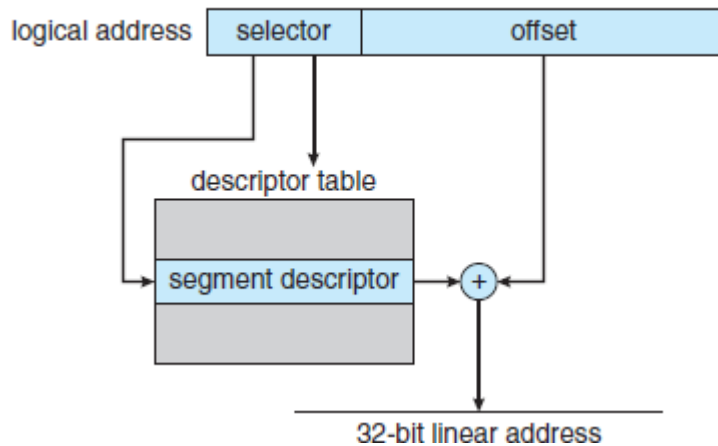 logical address selector offset
descriptor table
segment descriptor +
32-bit linear address